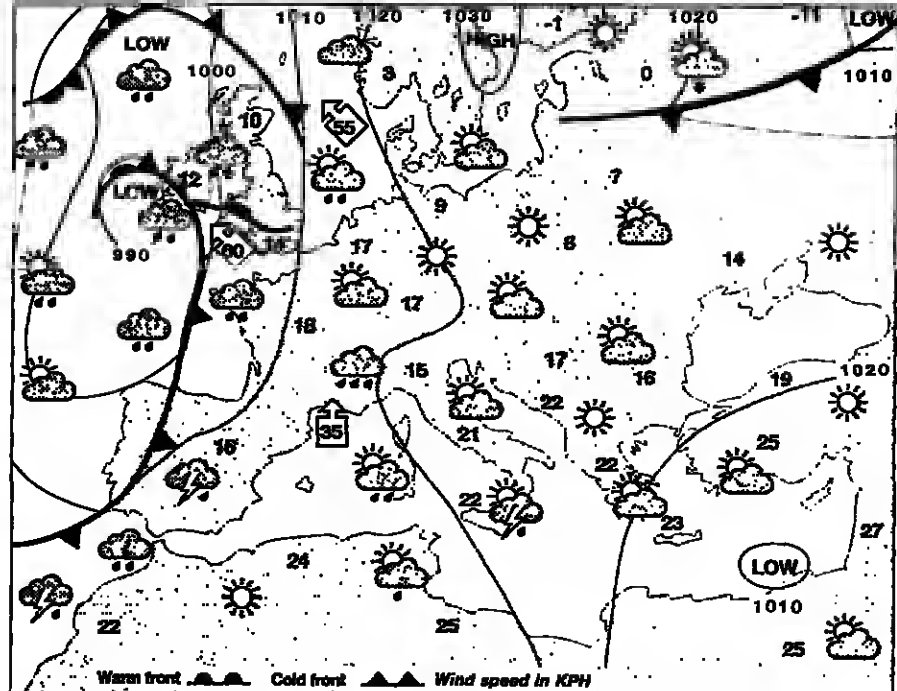 1010 1120 1030 -1 1020 -11 LOW
LOW HIGH
1000 3 0 1010
10 55
12 7
LOW 9
990 60 11 17 8 14
18 17
15 17 16 19 1020
22
35 21 25
16 22 22
23
24 27
LOW
1010
22 25 25
Warm front Cold front Wind speed in KPH